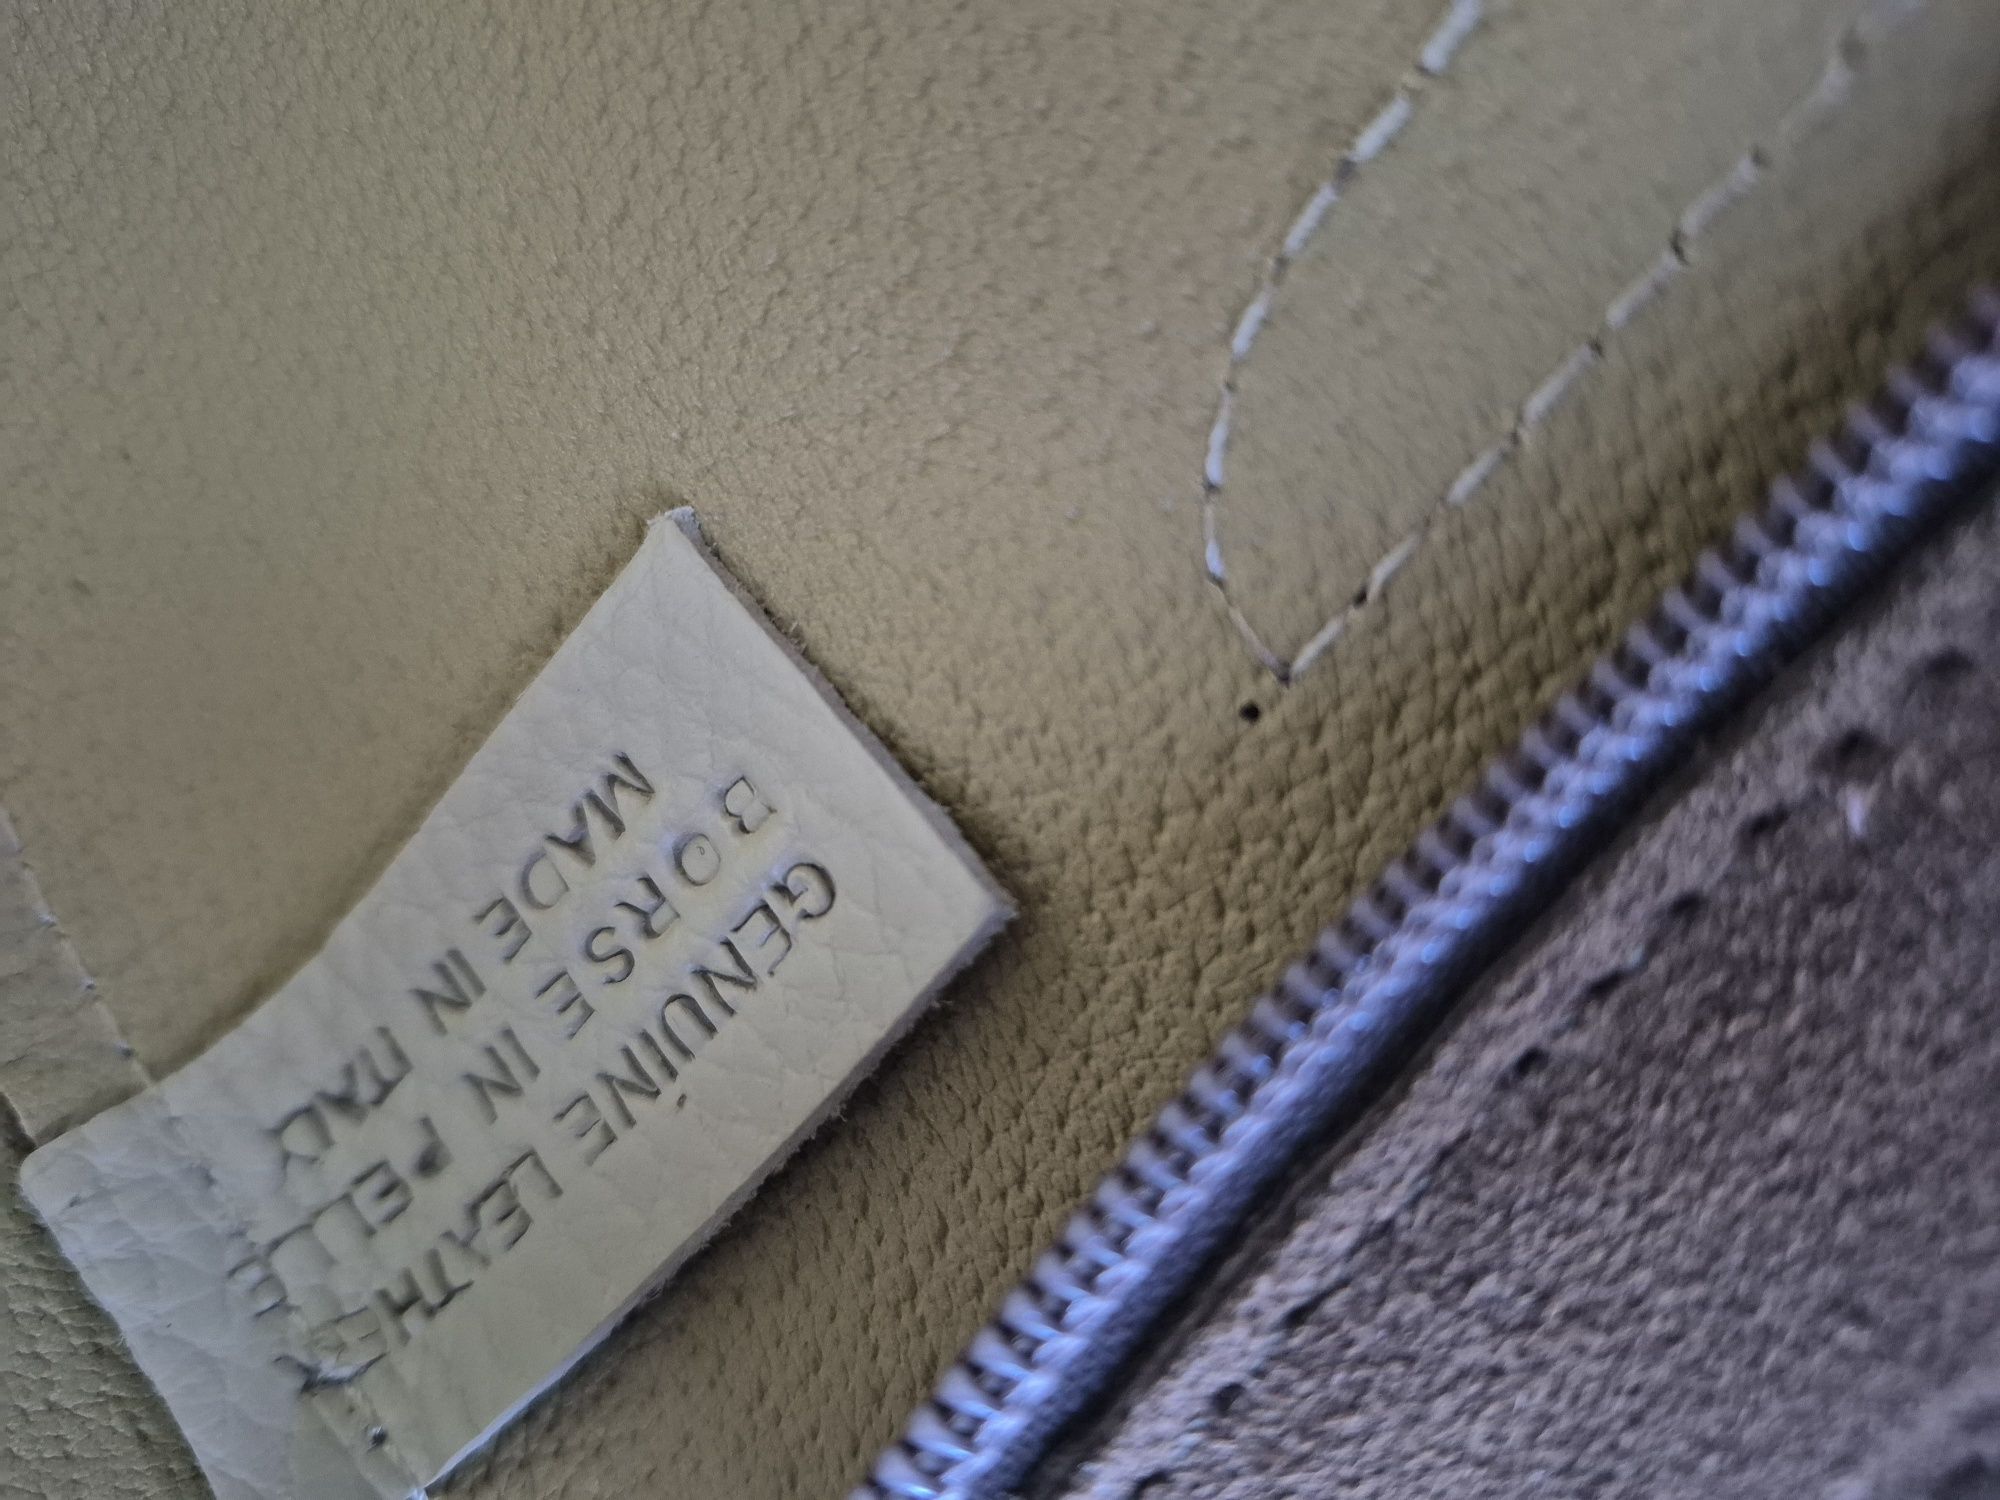 GENUINE LEATHER
BORSE IN PELLE
MADE IN ITALY